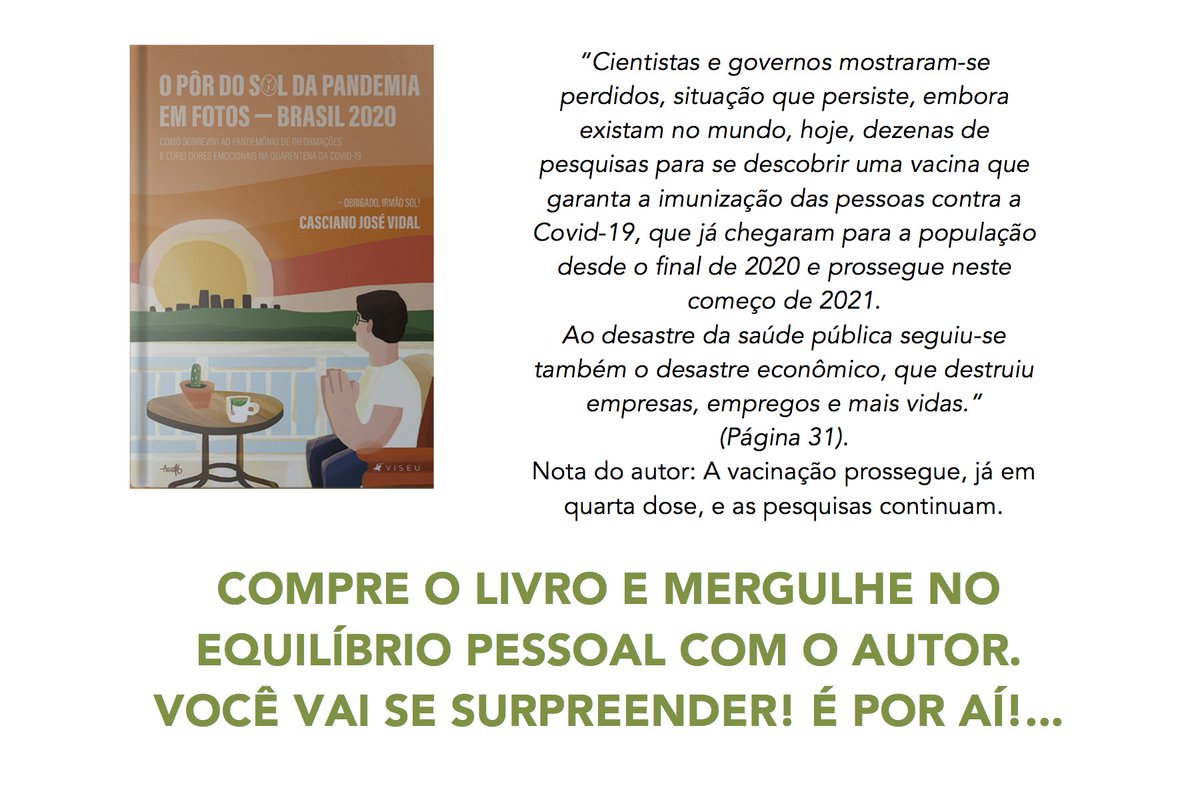 O PÔR DO SOL DA PANDEMIA
EM FOTOS — BRASIL 2020
COMO SOBREVIVI AO PANDEMÔNIO DE INFORMAÇÕES
E CUREI DORES EMOCIONAIS NA QUARENTENA DA COVID-19
– OBRIGADO, IRMÃO SOL!
CASCIANO JOSÉ VIDAL
VISEU
“Cientistas e governos mostraram-se
perdidos, situação que persiste, embora
existam no mundo, hoje, dezenas de
pesquisas para se descobrir uma vacina que
garanta a imunização das pessoas contra a
Covid-19, que já chegaram para a população
desde o final de 2020 e prossegue neste
começo de 2021.
Ao desastre da saúde pública seguiu-se
também o desastre econômico, que destruiu
empresas, empregos e mais vidas.”
(Página 31).
Nota do autor: A vacinação prossegue, já em
quarta dose, e as pesquisas continuam.
COMPRE O LIVRO E MERGULHE NO
EQUILÍBRIO PESSOAL COM O AUTOR.
VOCÊ VAI SE SURPREENDER! É POR AÍ!...